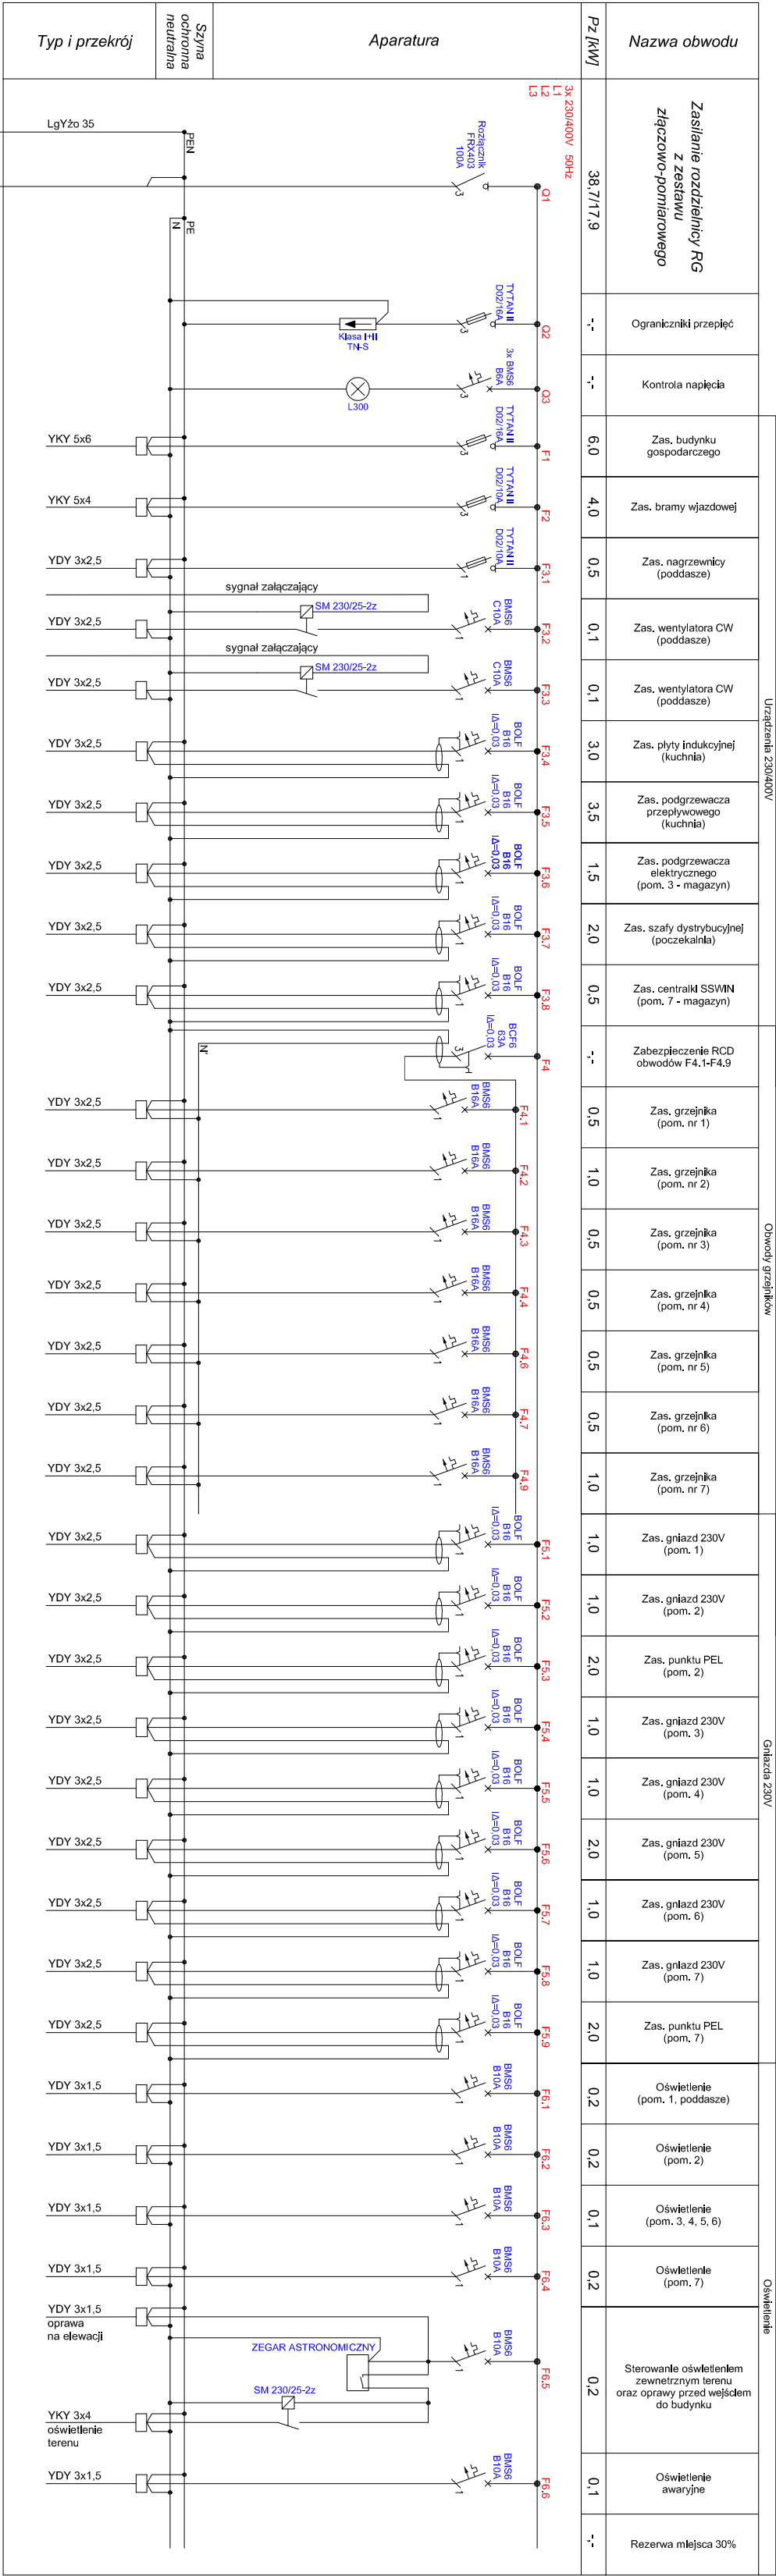 Typ i przekrój
Szyna
ochronna
neutralna
Aparatura
Pz [kW]
Nazwa obwodu
3x 230/400V 50Hz
L1
L2
L3
LgYżo 35
PEN
Rozłącznik
FRX403
100A
Q1
38,7/17,9
Zasilanie rozdzielnicy RG
z zestawu
złączowo-pomiarowego
PE
N
Klasa I+II
TN-S
TYTAN II
D02/16A
Q2
-,-
Ograniczniki przepięć
L300
3x BMS6
B6A
Q3
-,-
Kontrola napięcia
Urządzenia 230/400V
YKY 5x6
TYTAN II
D02/16A
F1
6,0
Zas. budynku
gospodarczego
YKY 5x4
TYTAN II
D02/10A
F2
4,0
Zas. bramy wjazdowej
YDY 3x2,5
TYTAN II
D02/10A
F3.1
0,5
Zas. nagrzewnicy
(poddasze)
sygnał załączający
SM 230/25-2z
YDY 3x2,5
BMS6
C10A
F3.2
0,1
Zas. wentylatora CW
(poddasze)
sygnał załączający
SM 230/25-2z
YDY 3x2,5
BMS6
C10A
F3.3
0,1
Zas. wentylatora CW
(poddasze)
YDY 3x2,5
BOLF
B16
IΔ=0,03
F3.4
3,0
Zas. płyty indukcyjnej
(kuchnia)
YDY 3x2,5
BOLF
B16
IΔ=0,03
F3.5
3,5
Zas. podgrzewacza
przepływowego
(kuchnia)
YDY 3x2,5
BOLF
B16
IΔ=0,03
F3.6
1,5
Zas. podgrzewacza
elektrycznego
(pom. 3 - magazyn)
YDY 3x2,5
BOLF
B16
IΔ=0,03
F3.7
2,0
Zas. szafy dystrybucyjnej
(poczekalnia)
YDY 3x2,5
BOLF
B16
IΔ=0,03
F3.8
0,5
Zas. centralki SSWIN
(pom. 7 - magazyn)
Obwody grzejników
N'
BCF6
63A
IΔ=0,03
F4
-,-
Zabezpieczenie RCD
obwodów F4.1-F4.9
YDY 3x2,5
BMS6
B16A
F4.1
0,5
Zas. grzejnika
(pom. nr 1)
YDY 3x2,5
BMS6
B16A
F4.2
1,0
Zas. grzejnika
(pom. nr 2)
YDY 3x2,5
BMS6
B16A
F4.3
0,5
Zas. grzejnika
(pom. nr 3)
YDY 3x2,5
BMS6
B16A
F4.4
0,5
Zas. grzejnika
(pom. nr 4)
YDY 3x2,5
BMS6
B16A
F4.6
0,5
Zas. grzejnika
(pom. nr 5)
YDY 3x2,5
BMS6
B16A
F4.7
0,5
Zas. grzejnika
(pom. nr 6)
YDY 3x2,5
BMS6
B16A
F4.9
1,0
Zas. grzejnika
(pom. nr 7)
Gniazda 230V
YDY 3x2,5
BOLF
B16
IΔ=0,03
F5.1
1,0
Zas. gniazd 230V
(pom. 1)
YDY 3x2,5
BOLF
B16
IΔ=0,03
F5.2
1,0
Zas. gniazd 230V
(pom. 2)
YDY 3x2,5
BOLF
B16
IΔ=0,03
F5.3
2,0
Zas. punktu PEL
(pom. 2)
YDY 3x2,5
BOLF
B16
IΔ=0,03
F5.4
1,0
Zas. gniazd 230V
(pom. 3)
YDY 3x2,5
BOLF
B16
IΔ=0,03
F5.5
1,0
Zas. gniazd 230V
(pom. 4)
YDY 3x2,5
BOLF
B16
IΔ=0,03
F5.6
2,0
Zas. gniazd 230V
(pom. 5)
YDY 3x2,5
BOLF
B16
IΔ=0,03
F5.7
1,0
Zas. gniazd 230V
(pom. 6)
YDY 3x2,5
BOLF
B16
IΔ=0,03
F5.8
1,0
Zas. gniazd 230V
(pom. 7)
YDY 3x2,5
BOLF
B16
IΔ=0,03
F5.9
2,0
Zas. punktu PEL
(pom. 7)
Oświetlenie
YDY 3x1,5
BMS6
B10A
F6.1
0,2
Oświetlenie
(pom. 1, poddasze)
YDY 3x1,5
BMS6
B10A
F6.2
0,2
Oświetlenie
(pom. 2)
YDY 3x1,5
BMS6
B10A
F6.3
0,1
Oświetlenie
(pom. 3, 4, 5, 6)
YDY 3x1,5
BMS6
B10A
F6.4
0,2
Oświetlenie
(pom. 7)
YDY 3x1,5
oprawa
na elewacji
ZEGAR ASTRONOMICZNY
SM 230/25-2z
YKY 3x4
oświetlenie
terenu
BMS6
B10A
F6.5
0,2
Sterowanie oświetleniem
zewnetrznym terenu
oraz oprawy przed wejściem
do budynku
YDY 3x1,5
BMS6
B10A
F6.6
0,1
Oświetlenie
awaryjne
-,-
Rezerwa miejsca 30%